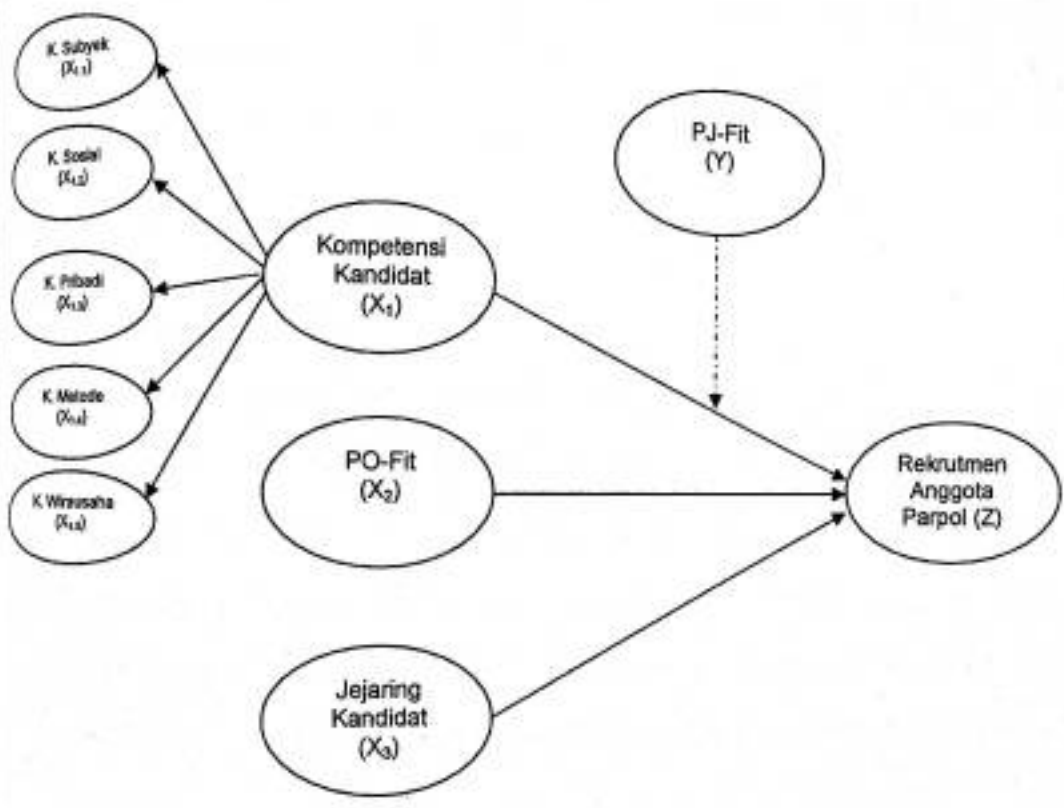 K. Subyek
(X₁.₁)
K. Sosial
(X₁.₂)
K. Pribadi
(X₁.₃)
K. Metode
(X₁.₄)
K. Wirausaha
(X₁.₅)
Kompetensi
Kandidat
(X₁)
PO-Fit
(X₂)
Jejaring
Kandidat
(X₃)
PJ-Fit
(Y)
Rekrutmen
Anggota
Parpol (Z)